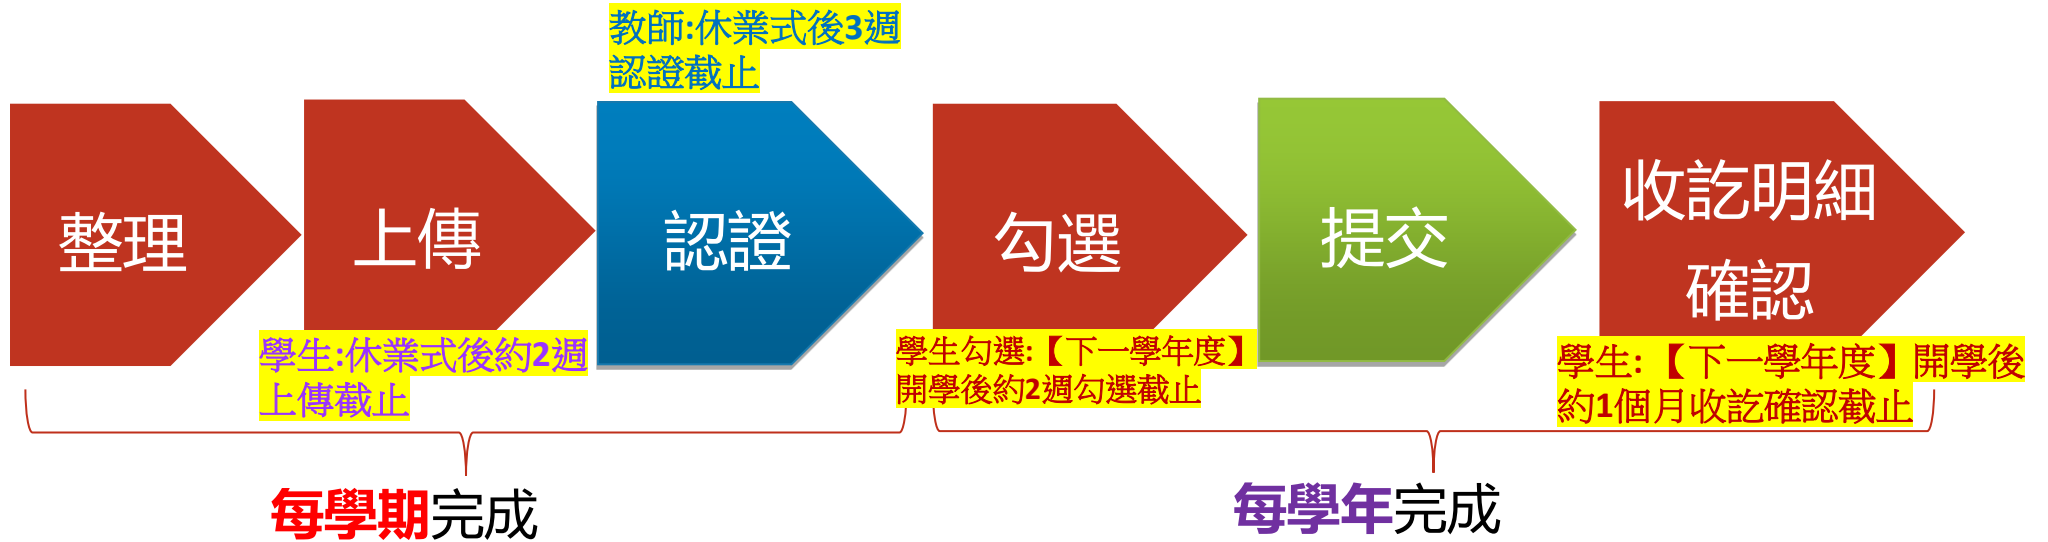 教師:休業式後3週
認證截止
整理
上傳
認證
勾選
提交
收訖明細
確認
學生:休業式後約2週
上傳截止
學生勾選:【下一學年度】
開學後約2週勾選截止
學生:【下一學年度】開學後
約1個月收訖確認截止
每學期完成
每學年完成